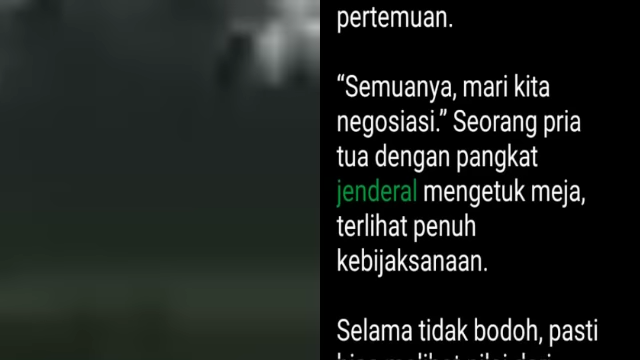 pertemuan.
“Semuanya, mari kita
negosiasi.” Seorang pria
tua dengan pangkat
jenderal mengetuk meja,
terlihat penuh
kebijaksanaan.
Selama tidak bodoh, pasti